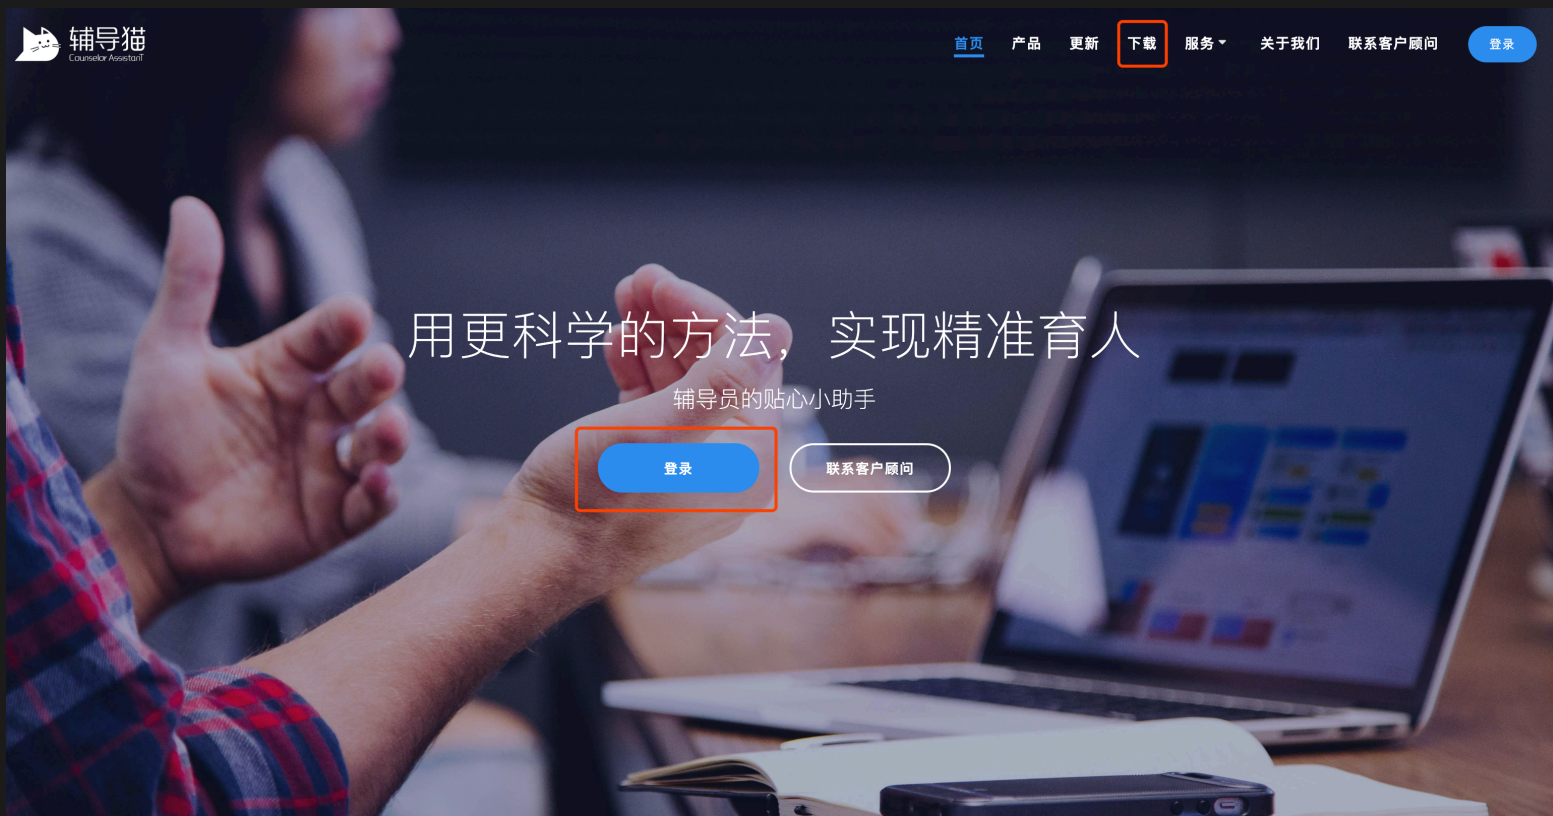 辅导猫
Counselor AssistanT
首页 产品 更新 下载 服务 关于我们 联系客户顾问 登录
用更科学的方法，实现精准育人
辅导员的贴心小助手
登录 联系客户顾问